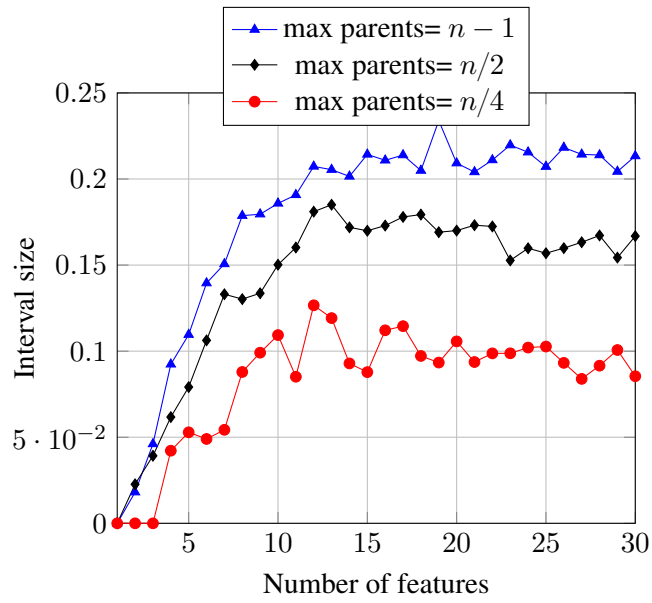 max parents= n − 1
max parents= n/2
max parents= n/4
0.25
0.2
0.15
0.1
5 · 10−2
0
Interval size
5
10
15
20
25
30
Number of features